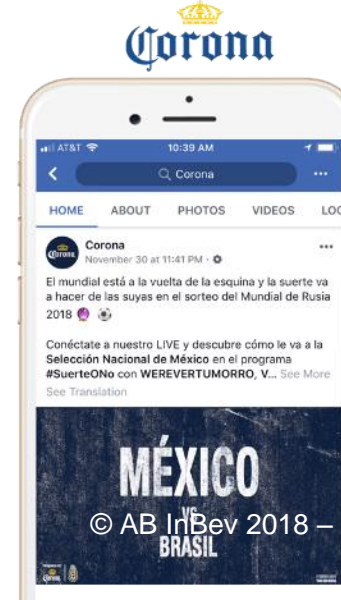 Corona
AT&T 10:39 AM
Corona
HOME ABOUT PHOTOS VIDEOS LOC
Corona
November 30 at 11:41 PM ·
El mundial está a la vuelta de la esquina y la suerte va
a hacer de las suyas en el sorteo del Mundial de Rusia
2018
Conéctate a nuestro LIVE y descubre cómo le va a la
Selección Nacional de México en el programa
#SuerteONo con WEREVERTUMORRO, V... See More
See Translation
MÉXICO
VS
© AB InBev 2018 –
BRASIL